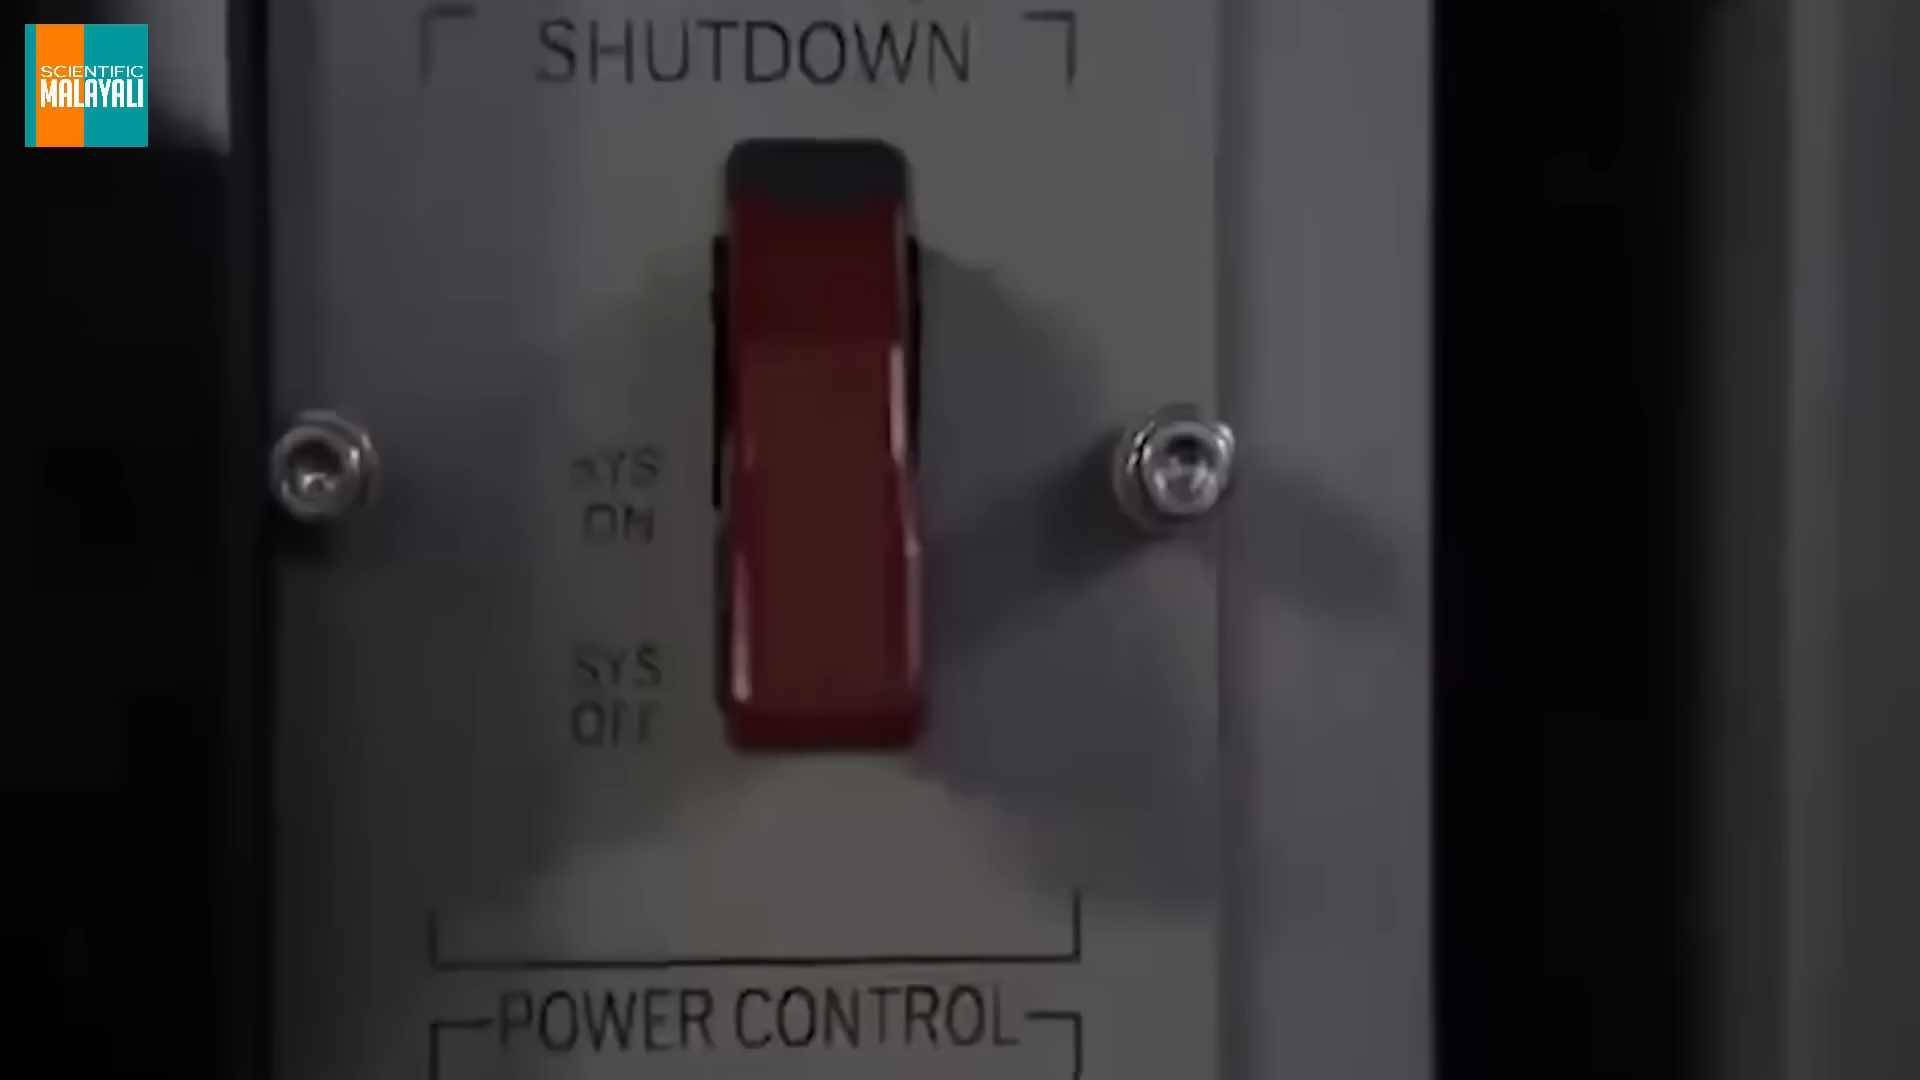 SCIENTIFIC
MALAYALI
SHUTDOWN
SYS
ON
SYS
OFF
POWER CONTROL